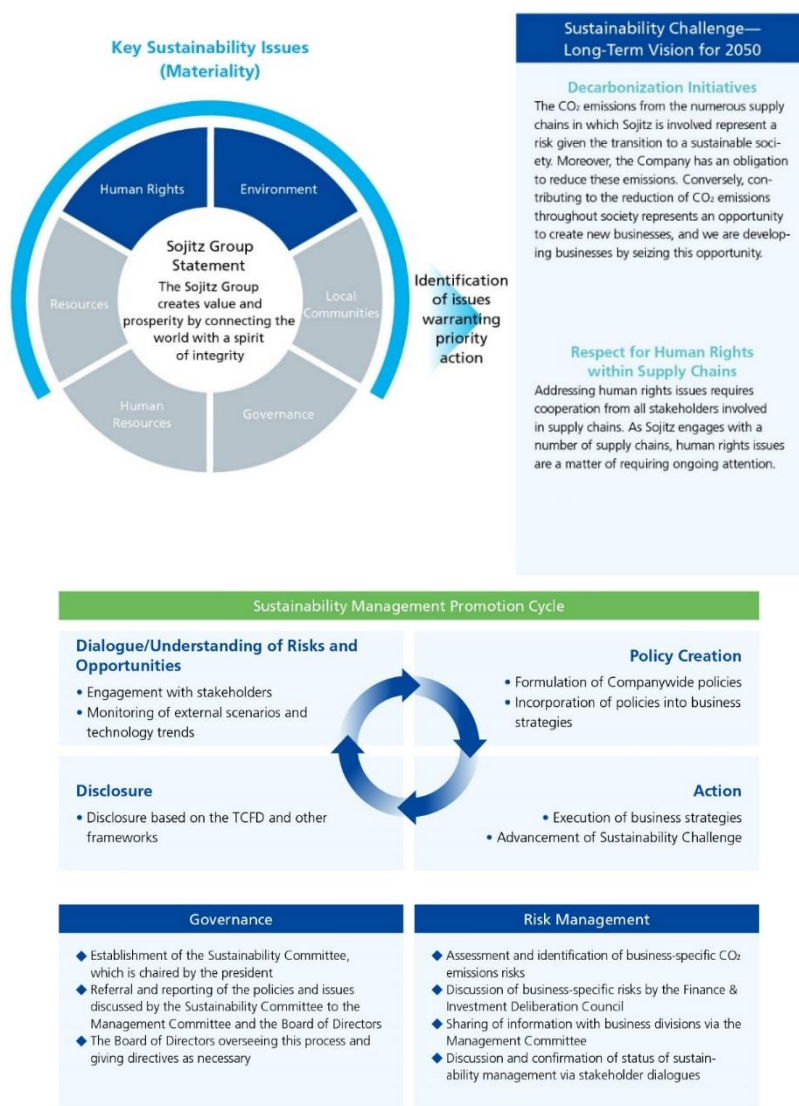 Key Sustainability Issues
(Materiality)
Human Rights
Environment
Resources
Local
Communities
Human
Resources
Governance
Sojitz Group
Statement
The Sojitz Group
creates value and
prosperity by connecting the
world with a spirit
of integrity
Identification
of issues
warranting
priority
action
Sustainability Challenge—
Long-Term Vision for 2050
Decarbonization Initiatives
The CO₂ emissions from the numerous supply
chains in which Sojitz is involved represent a
risk given the transition to a sustainable soci-
ety. Moreover, the Company has an obligation
to reduce these emissions. Conversely, con-
tributing to the reduction of CO₂ emissions
throughout society represents an opportunity
to create new businesses, and we are develop-
ing businesses by seizing this opportunity.
Respect for Human Rights
within Supply Chains
Addressing human rights issues requires
cooperation from all stakeholders involved
in supply chains. As Sojitz engages with a
number of supply chains, human rights issues
are a matter of requiring ongoing attention.
Sustainability Management Promotion Cycle
Dialogue/Understanding of Risks and
Opportunities
• Engagement with stakeholders
• Monitoring of external scenarios and
technology trends
Policy Creation
• Formulation of Companywide policies
• Incorporation of policies into business
strategies
Disclosure
• Disclosure based on the TCFD and other
frameworks
Action
• Execution of business strategies
• Advancement of Sustainability Challenge
Governance
◆ Establishment of the Sustainability Committee,
which is chaired by the president
◆ Referral and reporting of the policies and issues
discussed by the Sustainability Committee to the
Management Committee and the Board of Directors
◆ The Board of Directors overseeing this process and
giving directives as necessary
Risk Management
◆ Assessment and identification of business-specific CO₂
emissions risks
◆ Discussion of business-specific risks by the Finance &
Investment Deliberation Council
◆ Sharing of information with business divisions via the
Management Committee
◆ Discussion and confirmation of status of sustain-
ability management via stakeholder dialogues